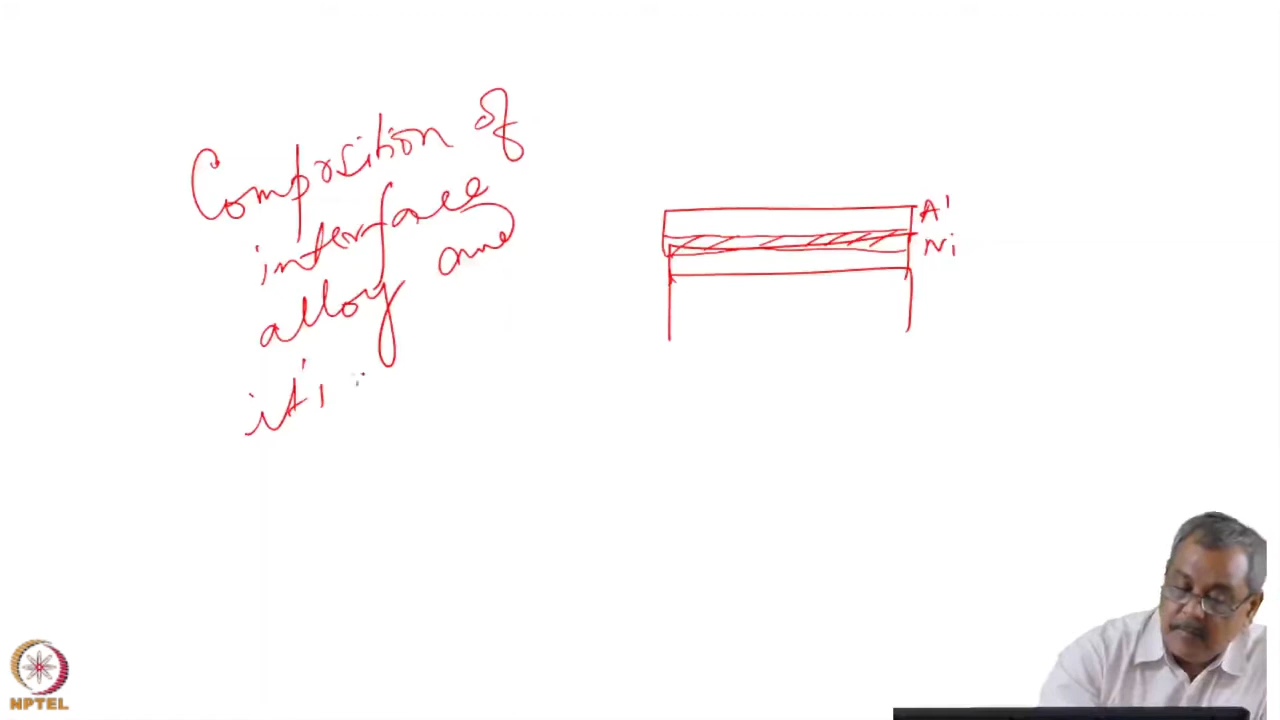 Composition of
interface
alloy and
it's
Al
Ni
NPTEL